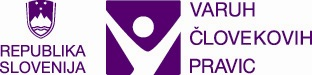 REPUBLIKA
SLOVENIJA
VARUH
ČLOVEKOVIH
PRAVIC